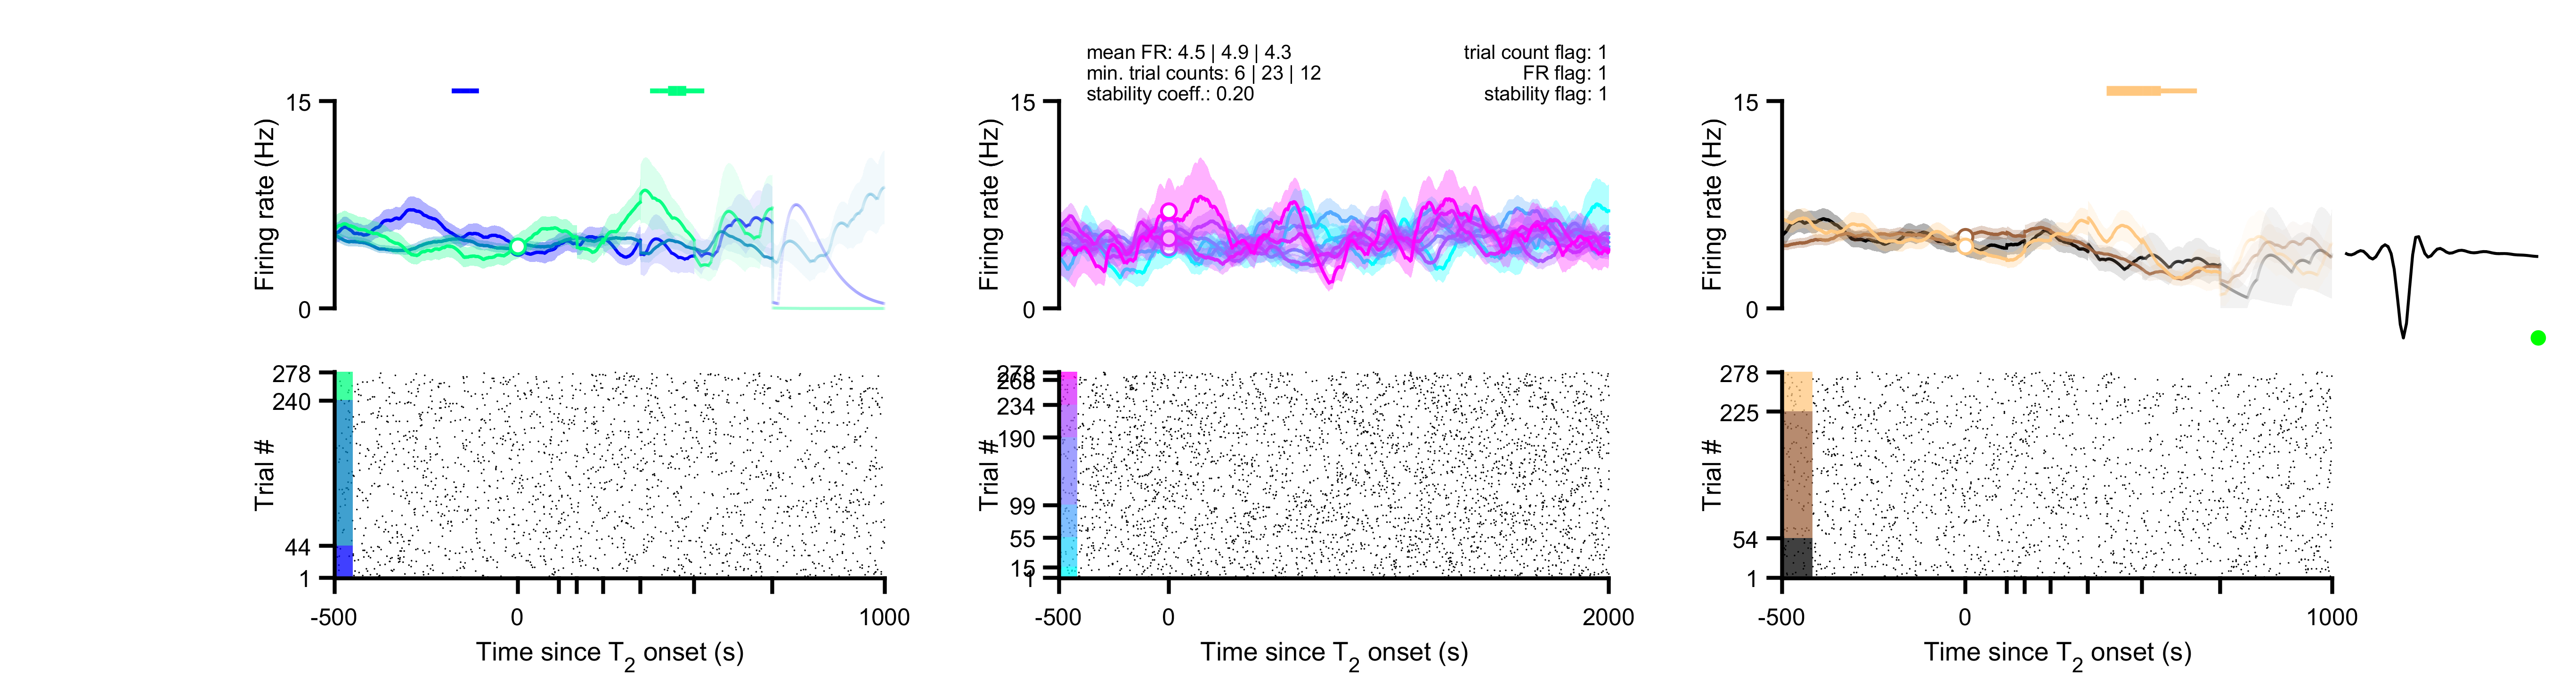 mean FR: 4.5 | 4.9 | 4.3
min. trial counts: 6 | 23 | 12
stability coeff.: 0.20
trial count flag: 1
FR flag: 1
stability flag: 1
15
Firing rate (Hz)
0
278
240
Trial #
44
1
-500
0
1000
Time since T2 onset (s)
15
Firing rate (Hz)
0
278
268
234
190
Trial #
99
55
15
1
-500
0
2000
Time since T2 onset (s)
15
Firing rate (Hz)
0
278
225
Trial #
54
1
-500
0
1000
Time since T2 onset (s)